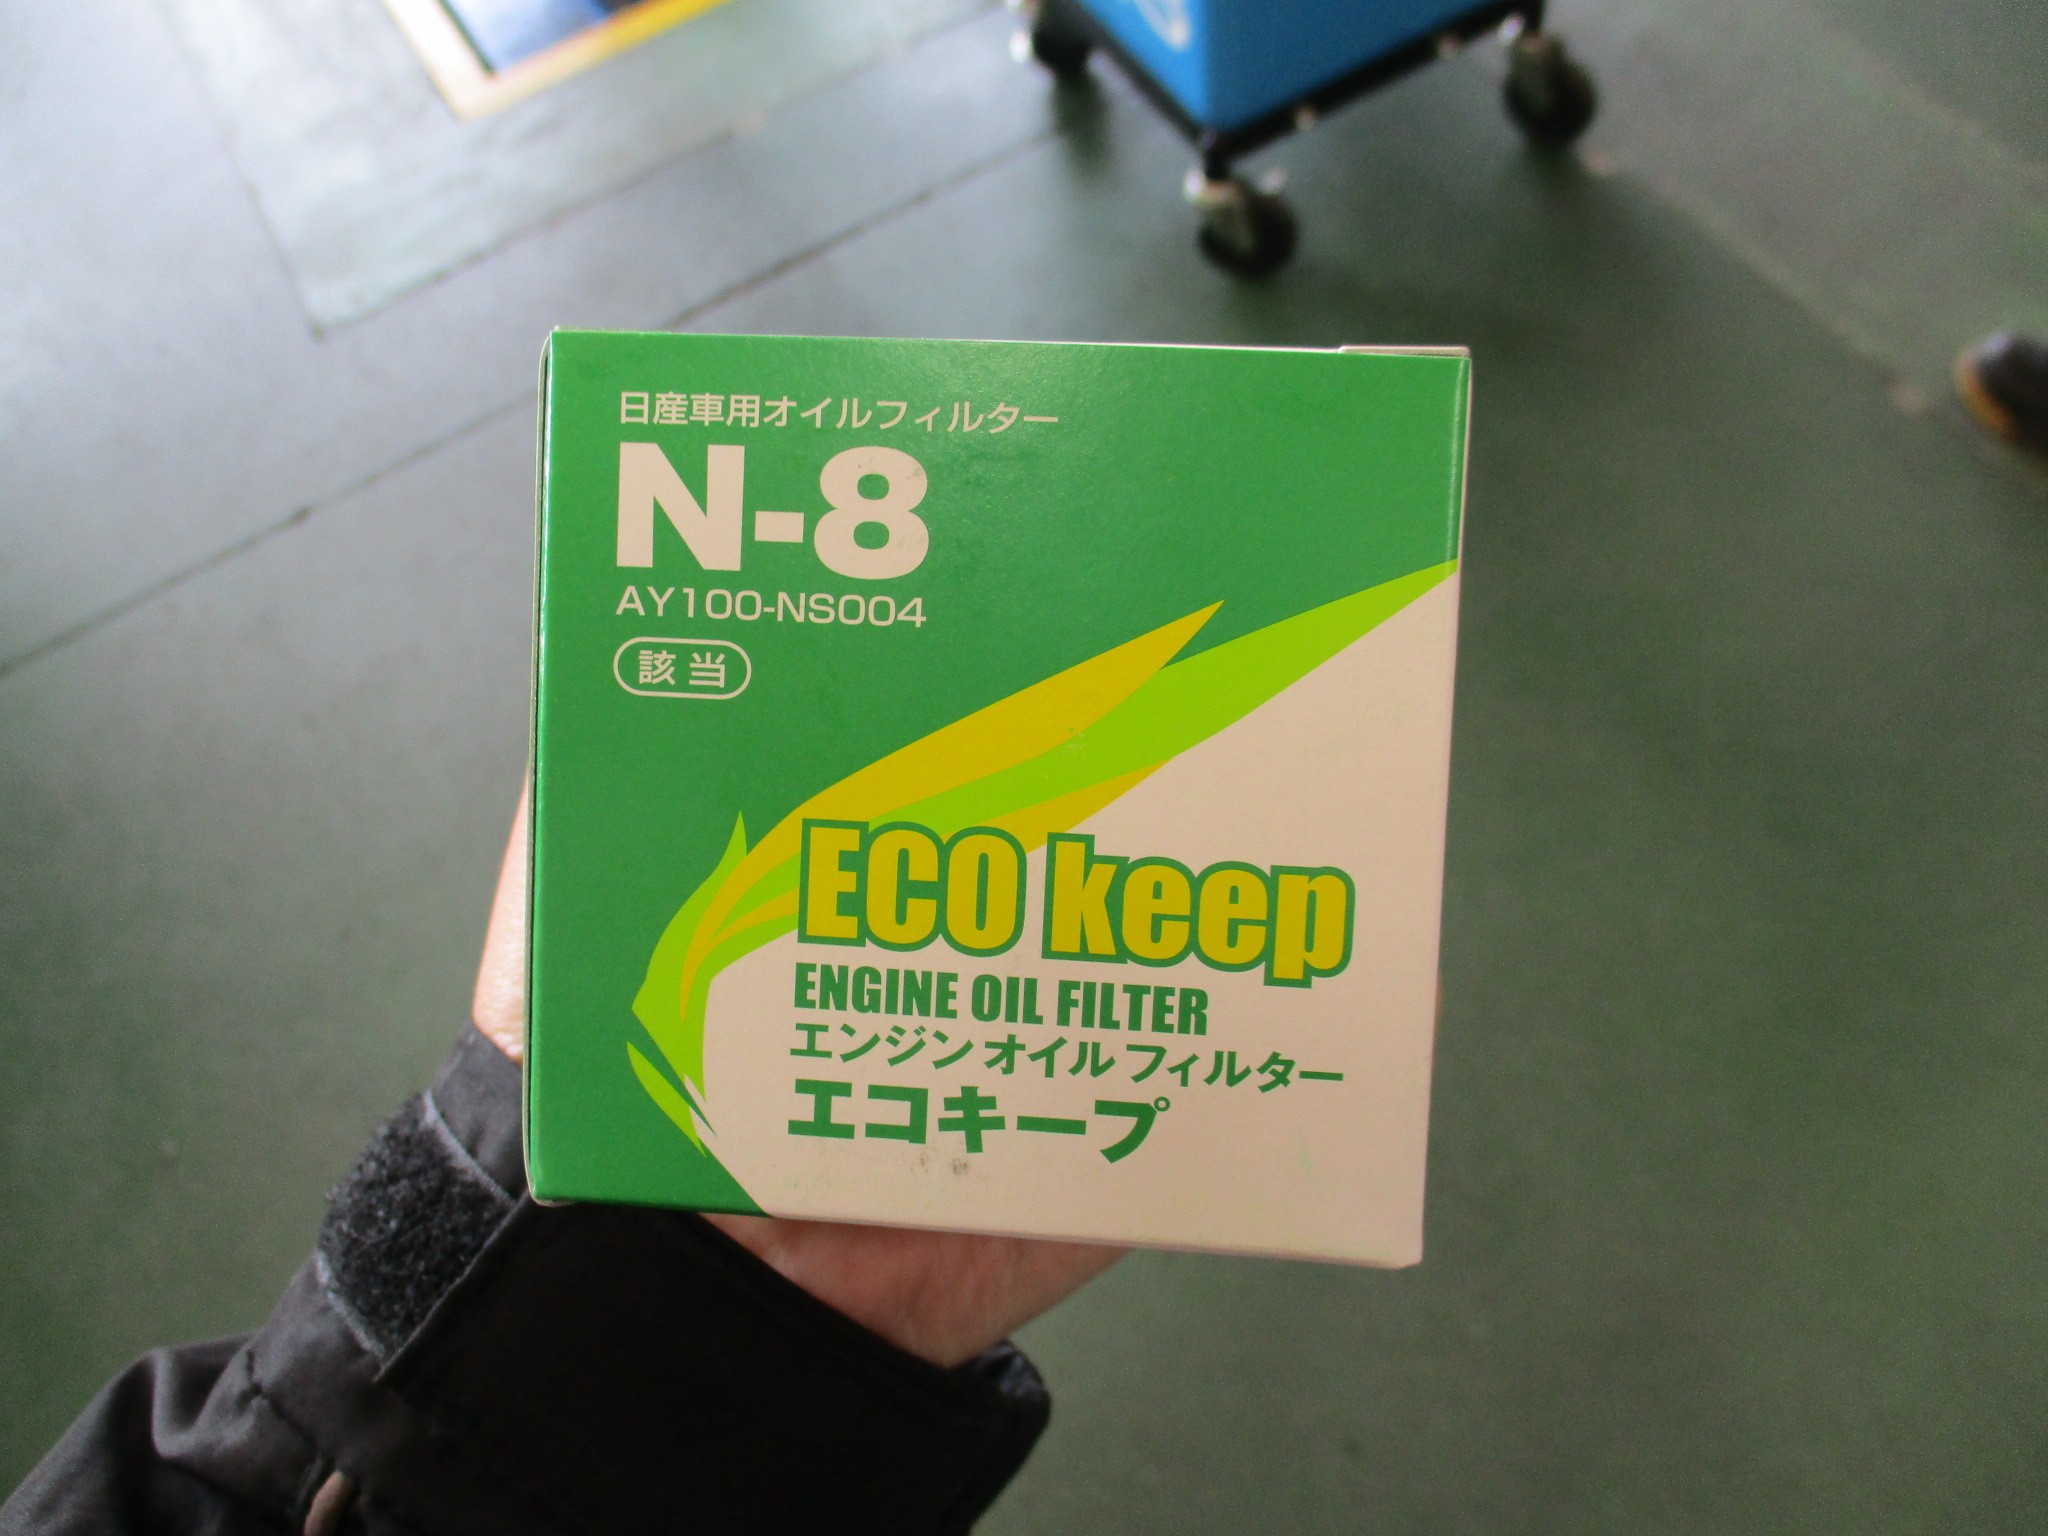 日産車用オイルフィルター
N-8
AY100-NS004
該当
ECO keep
ENGINE OIL FILTER
エンジン オイル フィルター
エコキープ